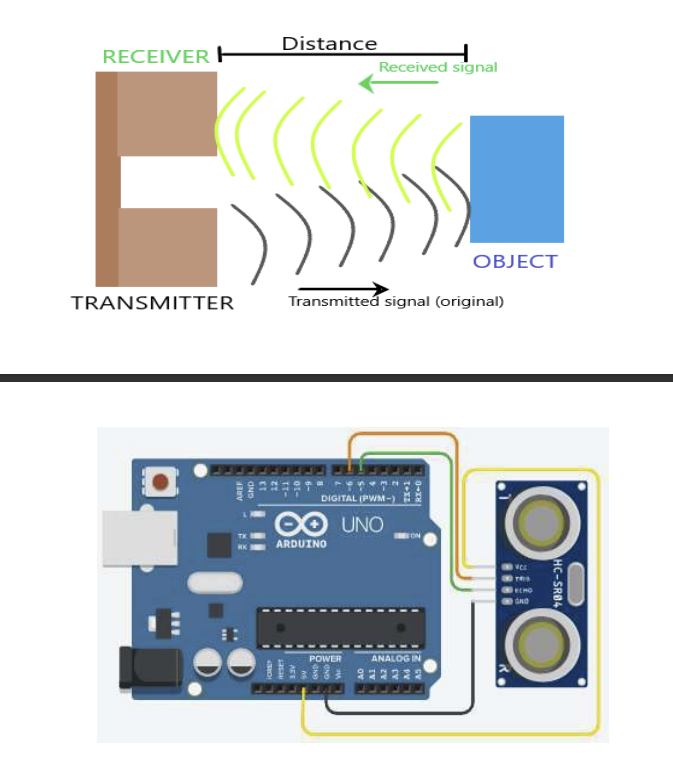 Distance
RECEIVER
Received signal
OBJECT
TRANSMITTER
Transmitted signal (original)
AREF
GND
13
12
~11
~10
~9
8
7
~6
~5
4
~3
2
TX→1
RX←0
DIGITAL (PWM~)
L
TX
RX
ARDUINO
UNO
ON
POWER
ANALOG IN
IOREF
RESET
3.3V
5V
GND
GND
Vin
A0
A1
A2
A3
A4
A5
T
VCC
TRIG
ECHO
GND
HC-SR04
R